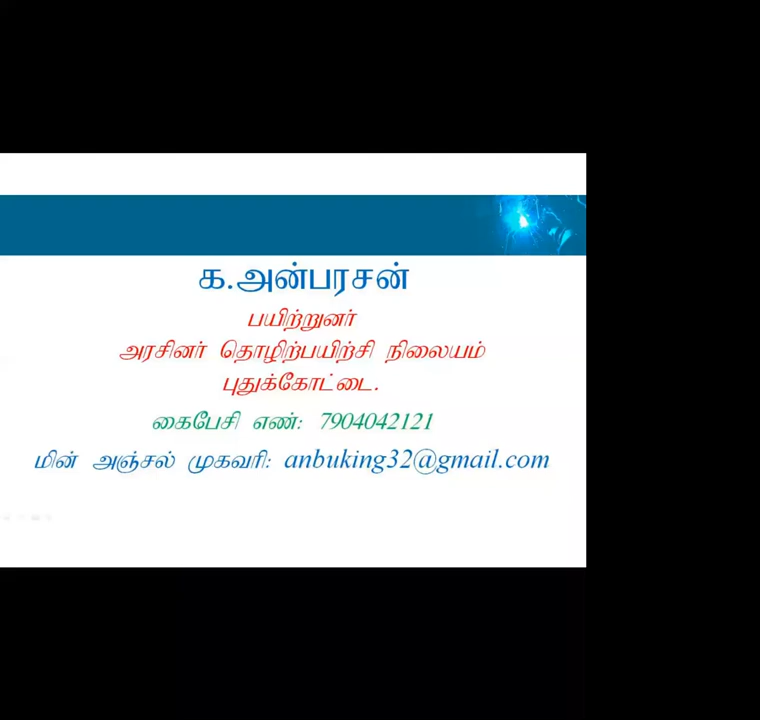 க.அன்பரசன்
பயிற்றுனர்
அரசினர் தொழிற்பயிற்சி நிலையம்
புதுக்கோட்டை.
கைபேசி எண்: 7904042121
மின் அஞ்சல் முகவரி: anbuking32@gmail.com